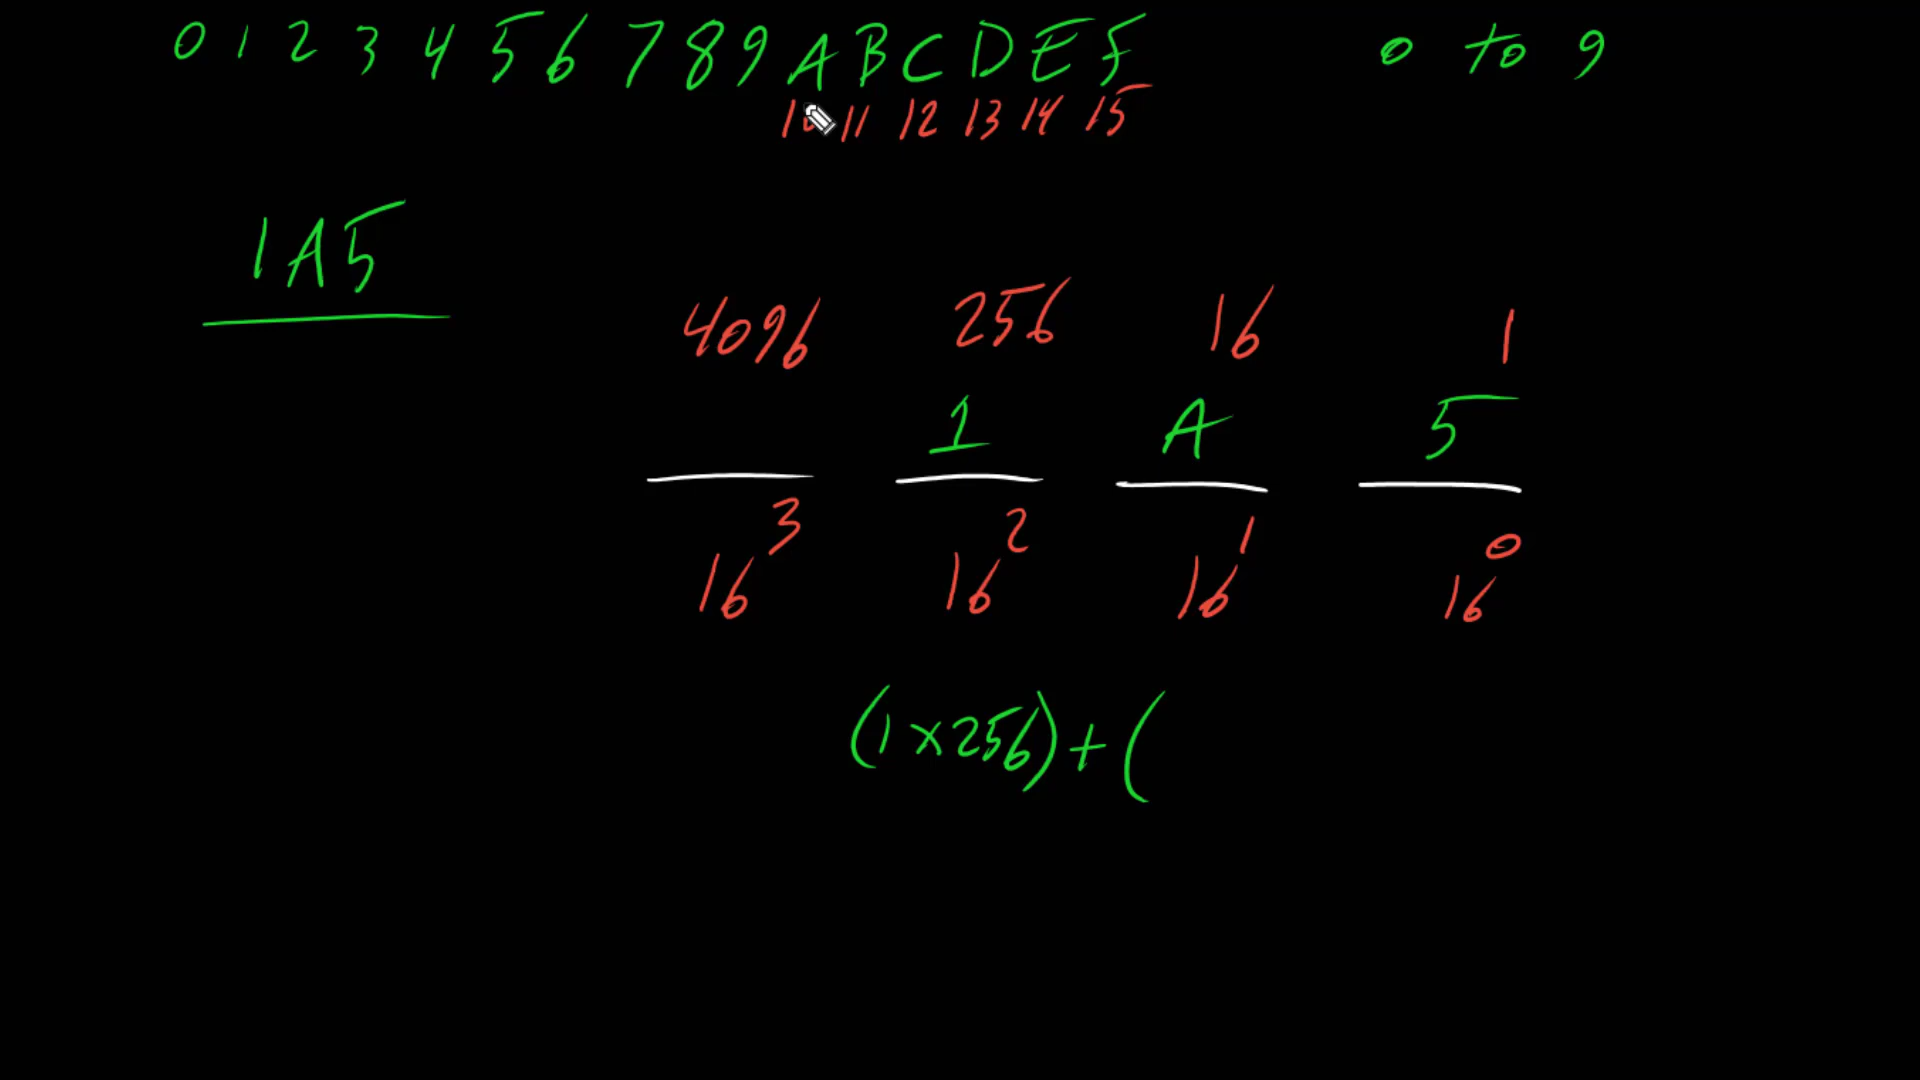 0 1 2 3 4 5 6 7 8 9 A B C D E F 0 to 9
10 11 12 13 14 15
1A5
4096 256 16 1
1 A 5
16³ 16² 16¹ 16⁰
(1×256)+(